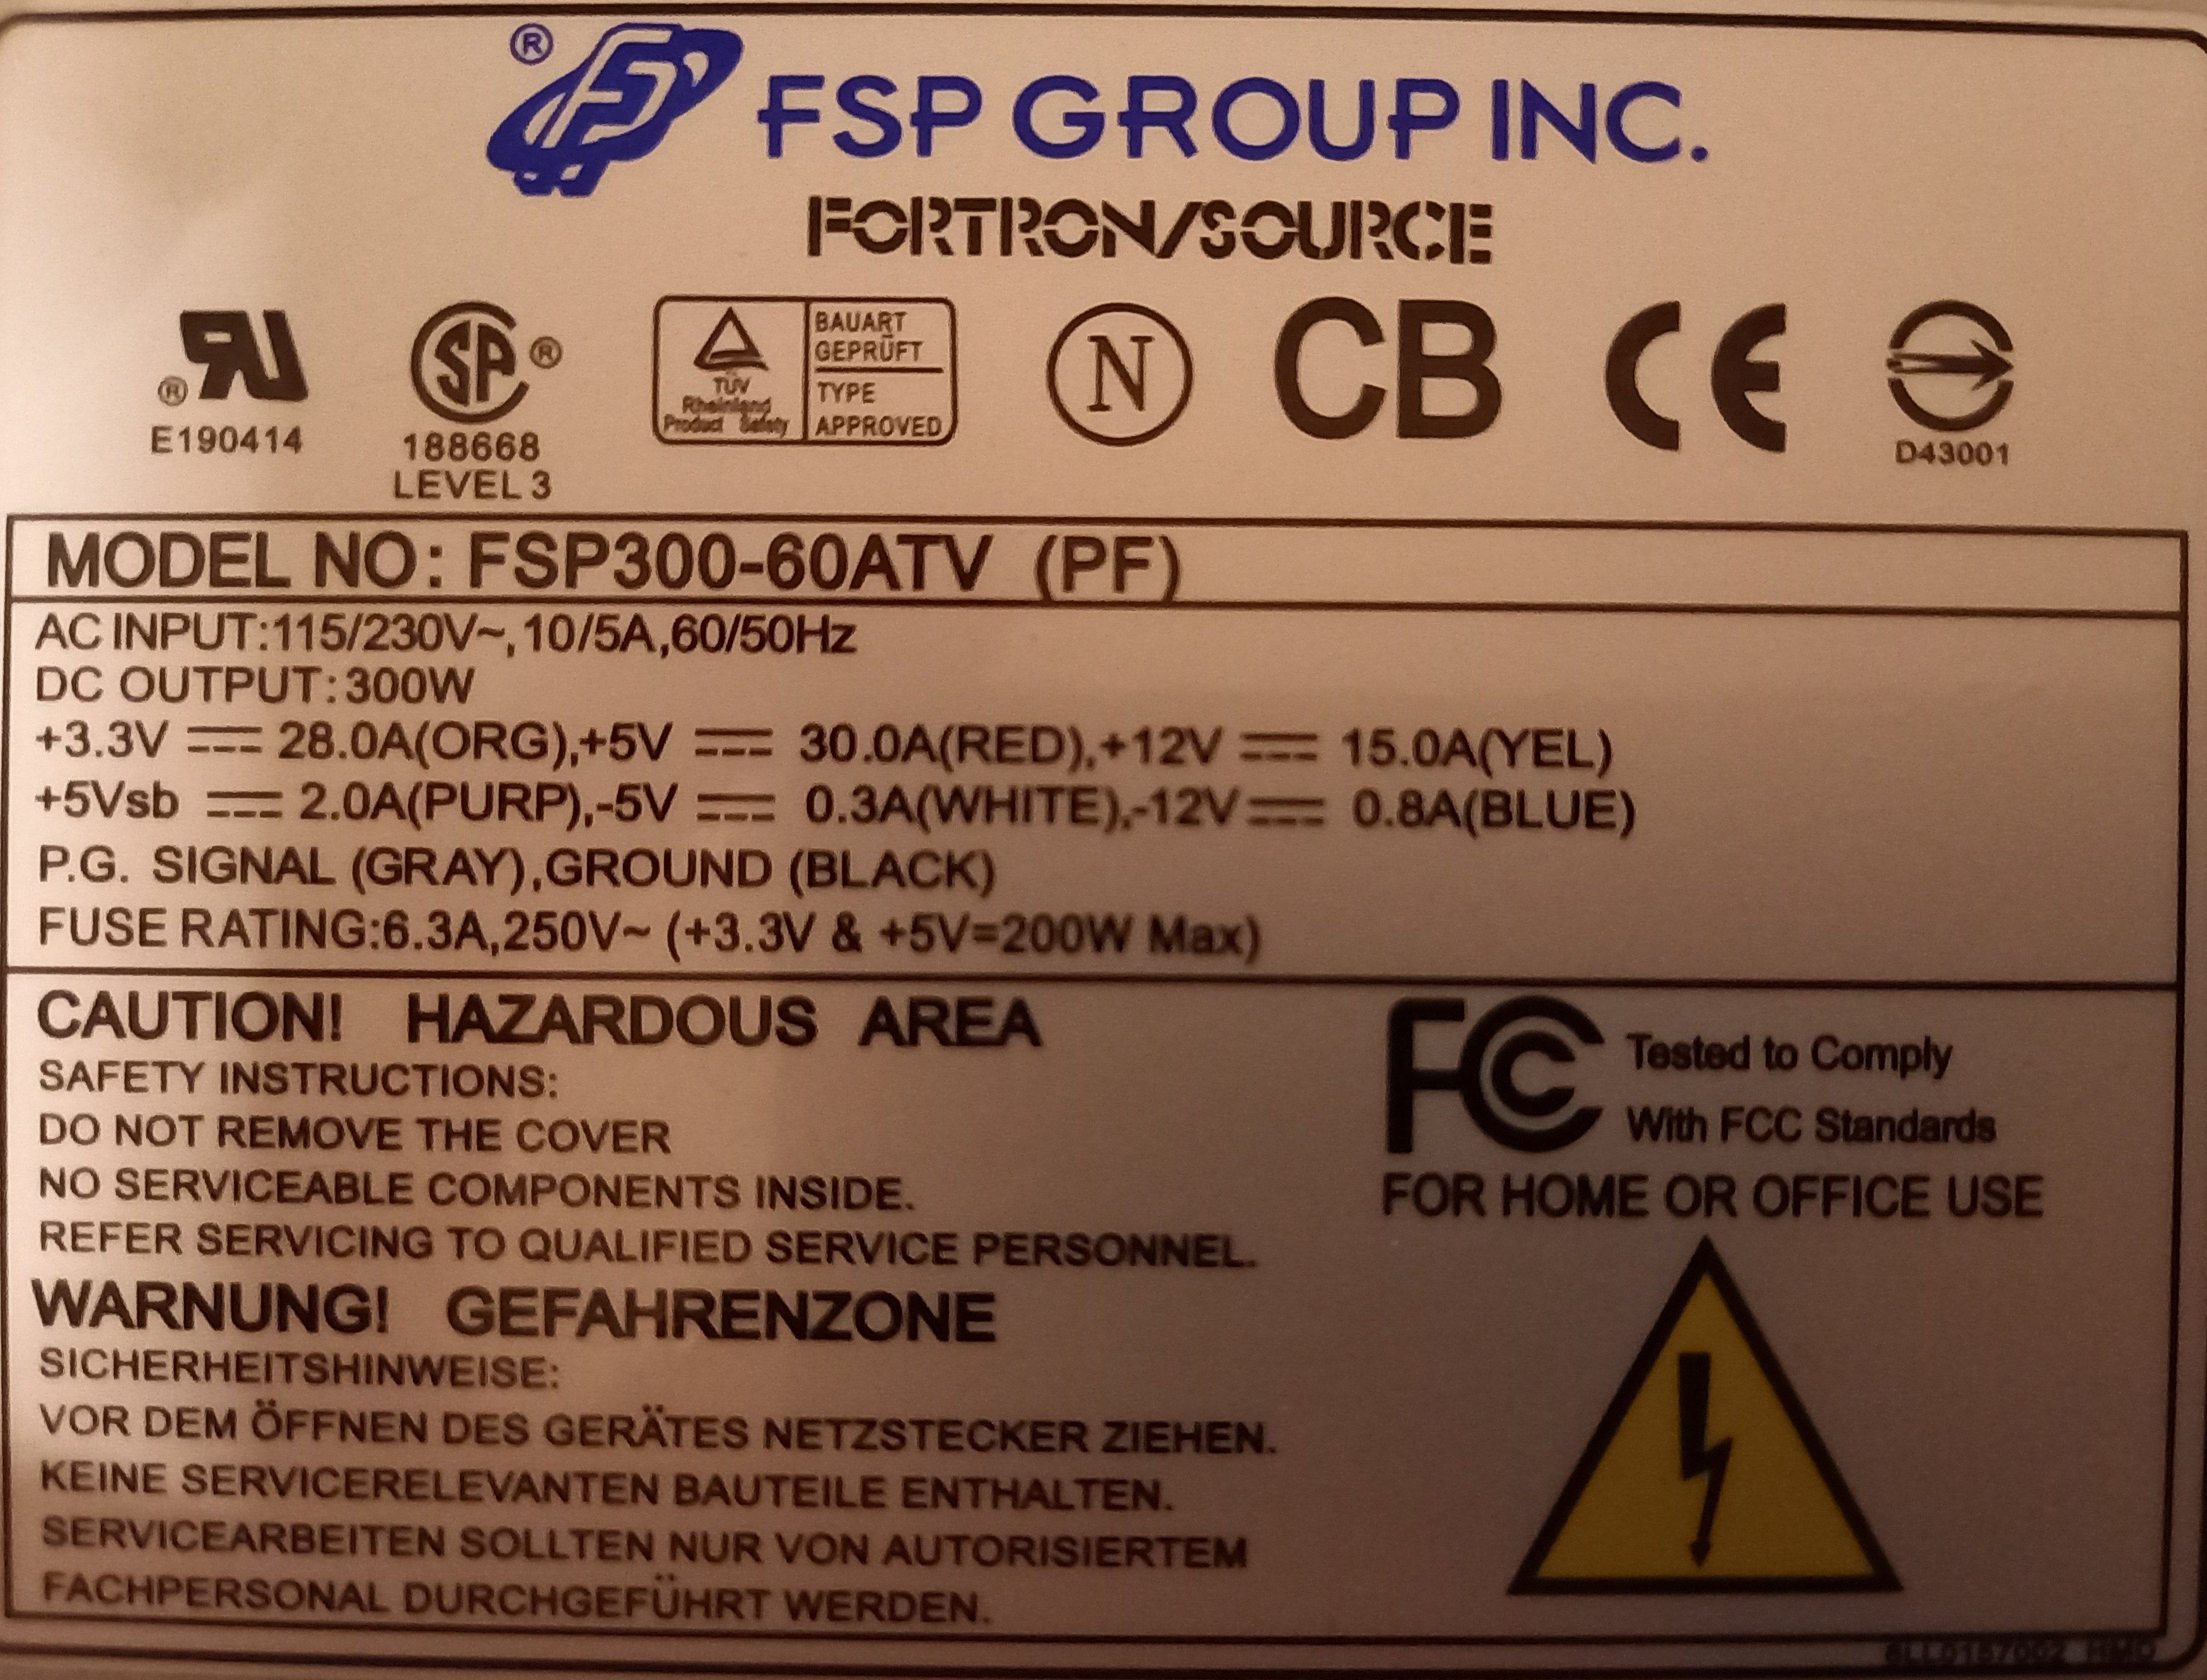 ® FSP GROUP INC.
FORTRON/SOURCE
®
E190414
SA ®
188668
LEVEL 3
TÜV
Rheinland
Product Safety
BAUART
GEPRÜFT
TYPE
APPROVED
N
CB
CE
D43001
MODEL NO: FSP300-60ATV (PF)
AC INPUT:115/230V~,10/5A,60/50Hz
DC OUTPUT:300W
+3.3V ⎓ 28.0A(ORG),+5V ⎓ 30.0A(RED),+12V ⎓ 15.0A(YEL)
+5Vsb ⎓ 2.0A(PURP),-5V ⎓ 0.3A(WHITE),-12V ⎓ 0.8A(BLUE)
P.G. SIGNAL (GRAY),GROUND (BLACK)
FUSE RATING:6.3A,250V~ (+3.3V & +5V=200W Max)
CAUTION! HAZARDOUS AREA
SAFETY INSTRUCTIONS:
DO NOT REMOVE THE COVER
NO SERVICEABLE COMPONENTS INSIDE.
REFER SERVICING TO QUALIFIED SERVICE PERSONNEL.
WARNUNG! GEFAHRENZONE
SICHERHEITSHINWEISE:
VOR DEM ÖFFNEN DES GERÄTES NETZSTECKER ZIEHEN.
KEINE SERVICERELEVANTEN BAUTEILE ENTHALTEN.
SERVICEARBEITEN SOLLTEN NUR VON AUTORISIERTEM
FACHPERSONAL DURCHGEFÜHRT WERDEN.
FC Tested to Comply
With FCC Standards
FOR HOME OR OFFICE USE